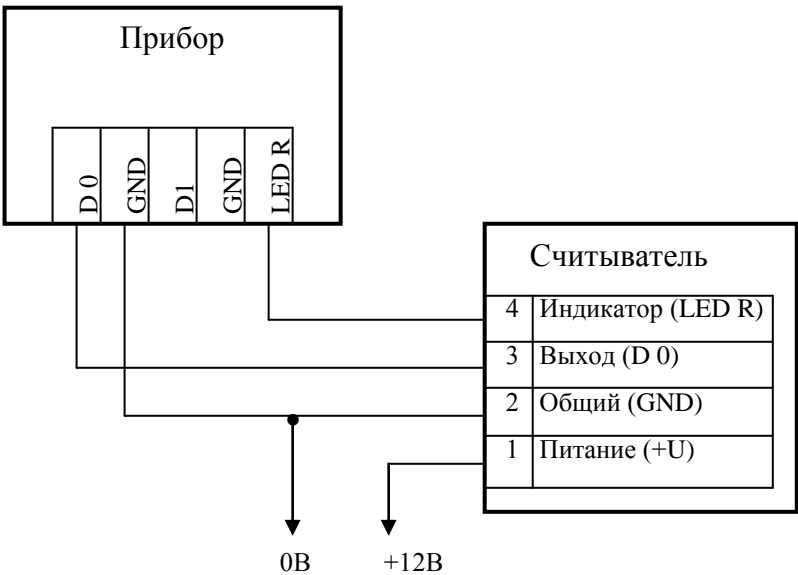 Прибор
D 0
GND
D1
GND
LED R
Считыватель
4 Индикатор (LED R)
3 Выход (D 0)
2 Общий (GND)
1 Питание (+U)
0В +12В